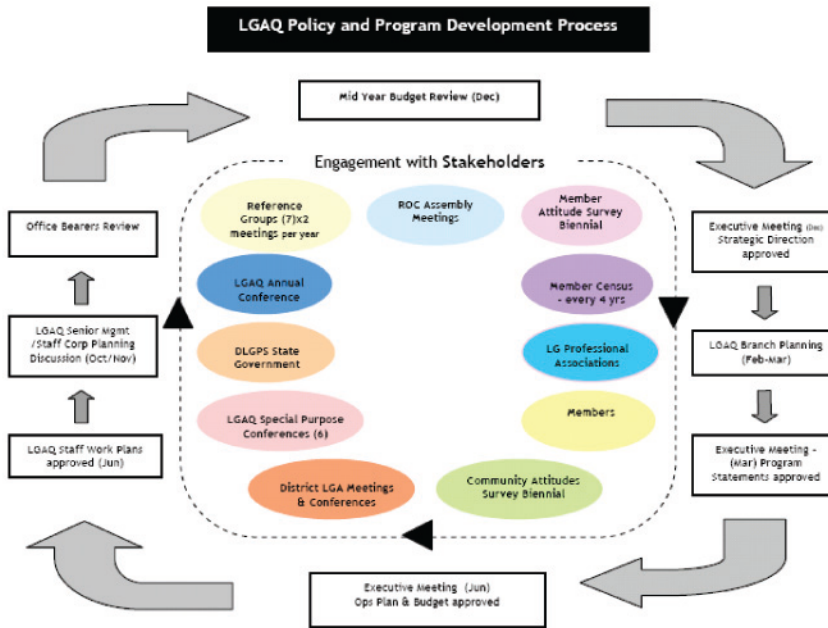 LGAQ Policy and Program Development Process
Mid Year Budget Review (Dec)
Engagement with Stakeholders
Reference
Groups (7)x2
meetings per year
ROC Assembly
Meetings
Member
Attitude Survey
Biennial
Office Bearers Review
Executive Meeting (Dec)
Strategic Direction
approved
LGAQ Annual
Conference
Member Census
- every 4 yrs
LGAQ Senior Mgmt
/Staff Corp Planning
Discussion (Oct/Nov)
DLGPS State
Government
LG Professional
Associations
LGAQ Branch Planning
(Feb-Mar)
LGAQ Special Purpose
Conferences (6)
Members
LGAQ Staff Work Plans
approved (Jun)
Executive Meeting -
(Mar) Program
Statements approved
District LGA Meetings
& Conferences
Community Attitudes
Survey Biennial
Executive Meeting (Jun)
Ops Plan & Budget approved